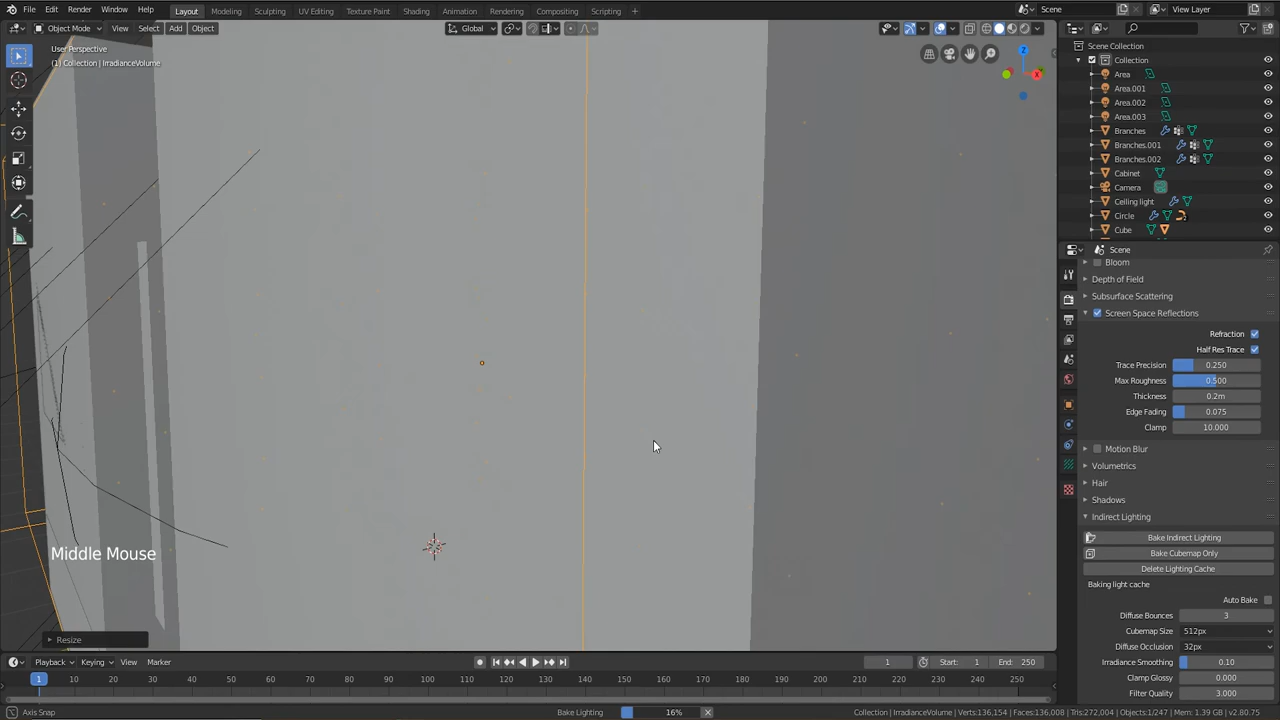 File Edit Render Window Help Layout Modeling Sculpting UV Editing Texture Paint Shading Animation Rendering Compositing Scripting + Scene View Layer
Object Mode View Select Add Object Global
User Perspective
(1) Collection | IrradianceVolume
Z
X
Scene Collection
Collection
Area
Area.001
Area.002
Area.003
Branches
Branches.001
Branches.002
Cabinet
Camera
Ceiling light
Circle
Cube
Scene
Bloom
Depth of Field
Subsurface Scattering
Screen Space Reflections
Refraction
Half Res Trace
Trace Precision 0.250
Max Roughness 0.500
Thickness 0.2m
Edge Fading 0.075
Clamp 10.000
Motion Blur
Volumetrics
Hair
Shadows
Indirect Lighting
Bake Indirect Lighting
Bake Cubemap Only
Delete Lighting Cache
Baking light cache
Auto Bake
Diffuse Bounces 3
Cubemap Size 512px
Diffuse Occlusion 32px
Irradiance Smoothing 0.10
Clamp Glossy 0.000
Filter Quality 3.000
Middle Mouse
Resize
Playback Keying View Marker 1 Start: 1 End: 250
1 10 20 30 40 50 60 70 80 90 100 110 120 130 140 150 160 170 180 190 200 210 220 230 240 250
Axis Snap Bake Lighting 16% Collection | IrradianceVolume | Verts:136,154 | Faces:136,008 | Tris:272,004 | Objects:1/247 | Mem: 1.39 GB | v2.80.75